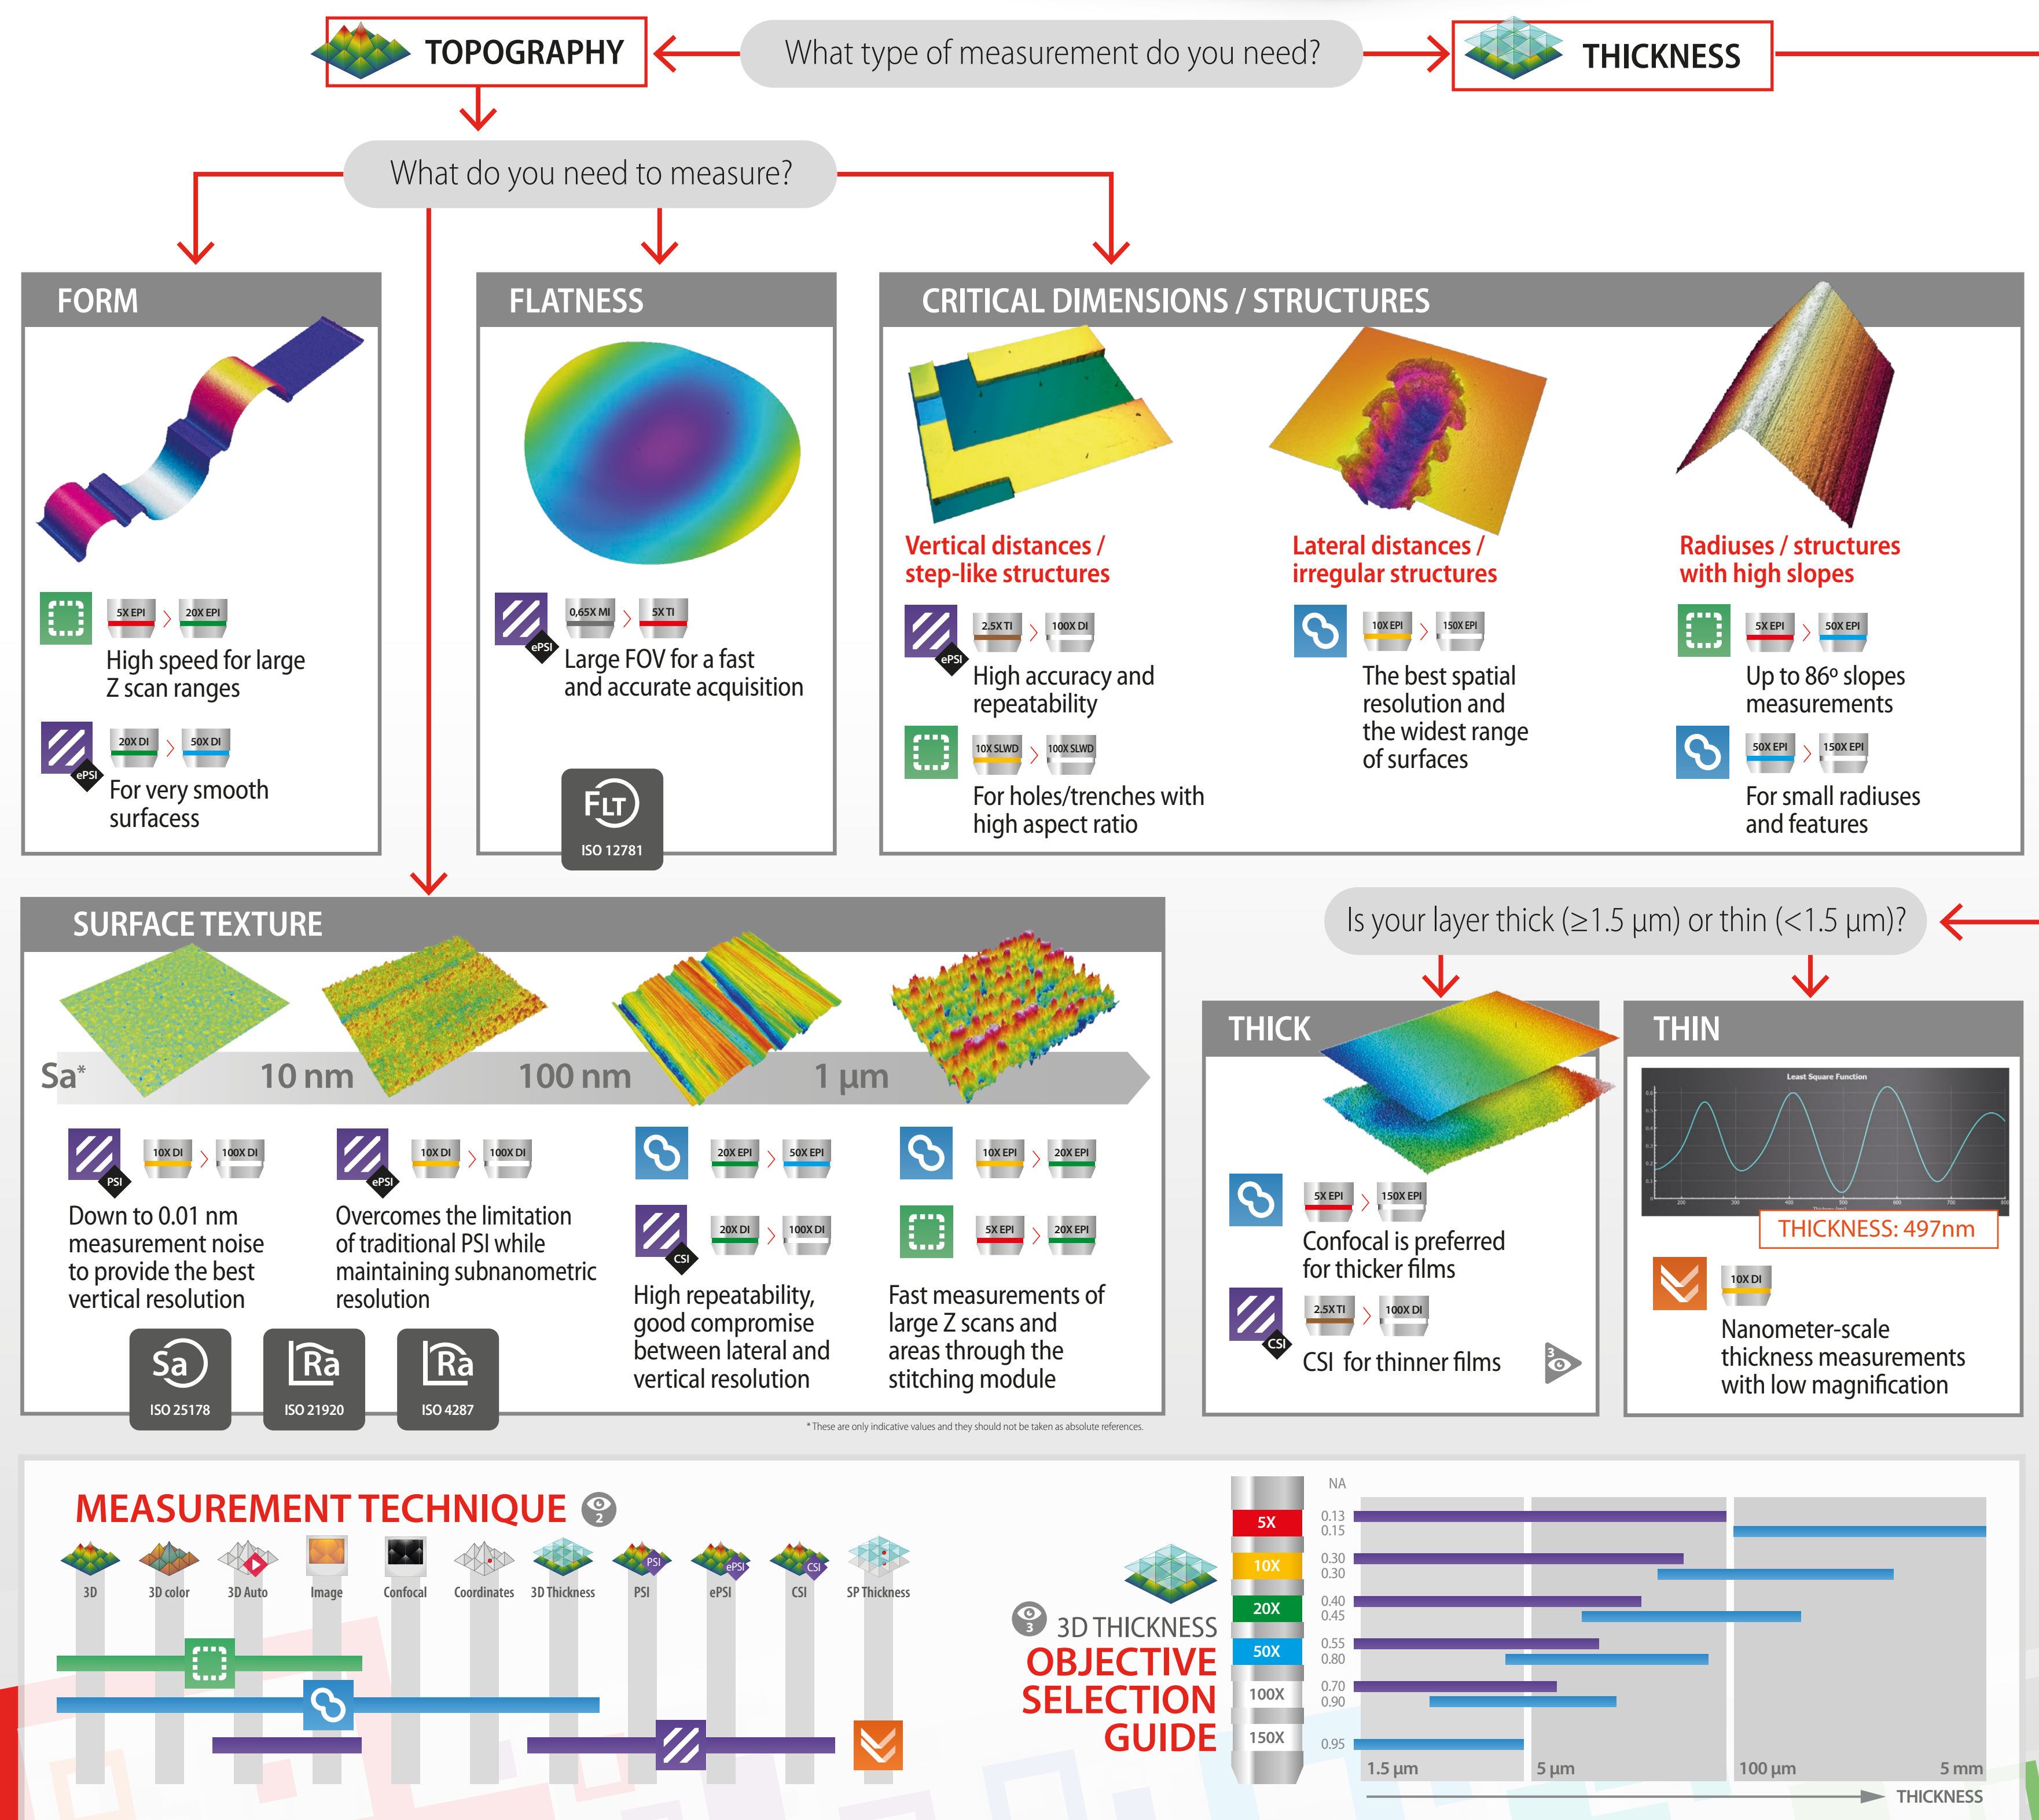 TOPOGRAPHY
What type of measurement do you need?
THICKNESS
What do you need to measure?
FORM
5X EPI
20X EPI
High speed for large
Z scan ranges
ePSI
20X DI
50X DI
For very smooth
surfacess
FLATNESS
ePSI
0,65X MI
5X TI
Large FOV for a fast
and accurate acquisition
FLT
ISO 12781
CRITICAL DIMENSIONS / STRUCTURES
Vertical distances /
step-like structures
ePSI
2.5X TI
100X DI
High accuracy and
repeatability
10X SLWD
100X SLWD
For holes/trenches with
high aspect ratio
Lateral distances /
irregular structures
10X EPI
150X EPI
The best spatial
resolution and
the widest range
of surfaces
Radiuses / structures
with high slopes
5X EPI
50X EPI
Up to 86º slopes
measurements
50X EPI
150X EPI
For small radiuses
and features
SURFACE TEXTURE
Sa*
10 nm
100 nm
1 µm
PSI
10X DI
100X DI
Down to 0.01 nm
measurement noise
to provide the best
vertical resolution
ePSI
10X DI
100X DI
Overcomes the limitation
of traditional PSI while
maintaining subnanometric
resolution
20X EPI
50X EPI
CSI
20X DI
100X DI
High repeatability,
good compromise
between lateral and
vertical resolution
10X EPI
20X EPI
5X EPI
20X EPI
Fast measurements of
large Z scans and
areas through the
stitching module
Sa
ISO 25178
Ra
ISO 21920
Ra
ISO 4287
* These are only indicative values and they should not be taken as absolute references.
Is your layer thick (≥1.5 µm) or thin (<1.5 µm)?
THICK
5X EPI
150X EPI
Confocal is preferred
for thicker films
CSI
2.5X TI
100X DI
CSI for thinner films
3
THIN
Least Square Function
200
300
400
500
600
700
THICKNESS: 497nm
10X DI
Nanometer-scale
thickness measurements
with low magnification
MEASUREMENT TECHNIQUE
2
PSI
ePSI
CSI
3D
3D color
3D Auto
Image
Confocal
Coordinates
3D Thickness
PSI
ePSI
CSI
SP Thickness
3
3D THICKNESS
OBJECTIVE
SELECTION
GUIDE
NA
5X
0.13
0.15
10X
0.30
0.30
20X
0.40
0.45
50X
0.55
0.80
100X
0.70
0.90
150X
0.95
1.5 µm
5 µm
100 µm
5 mm
THICKNESS